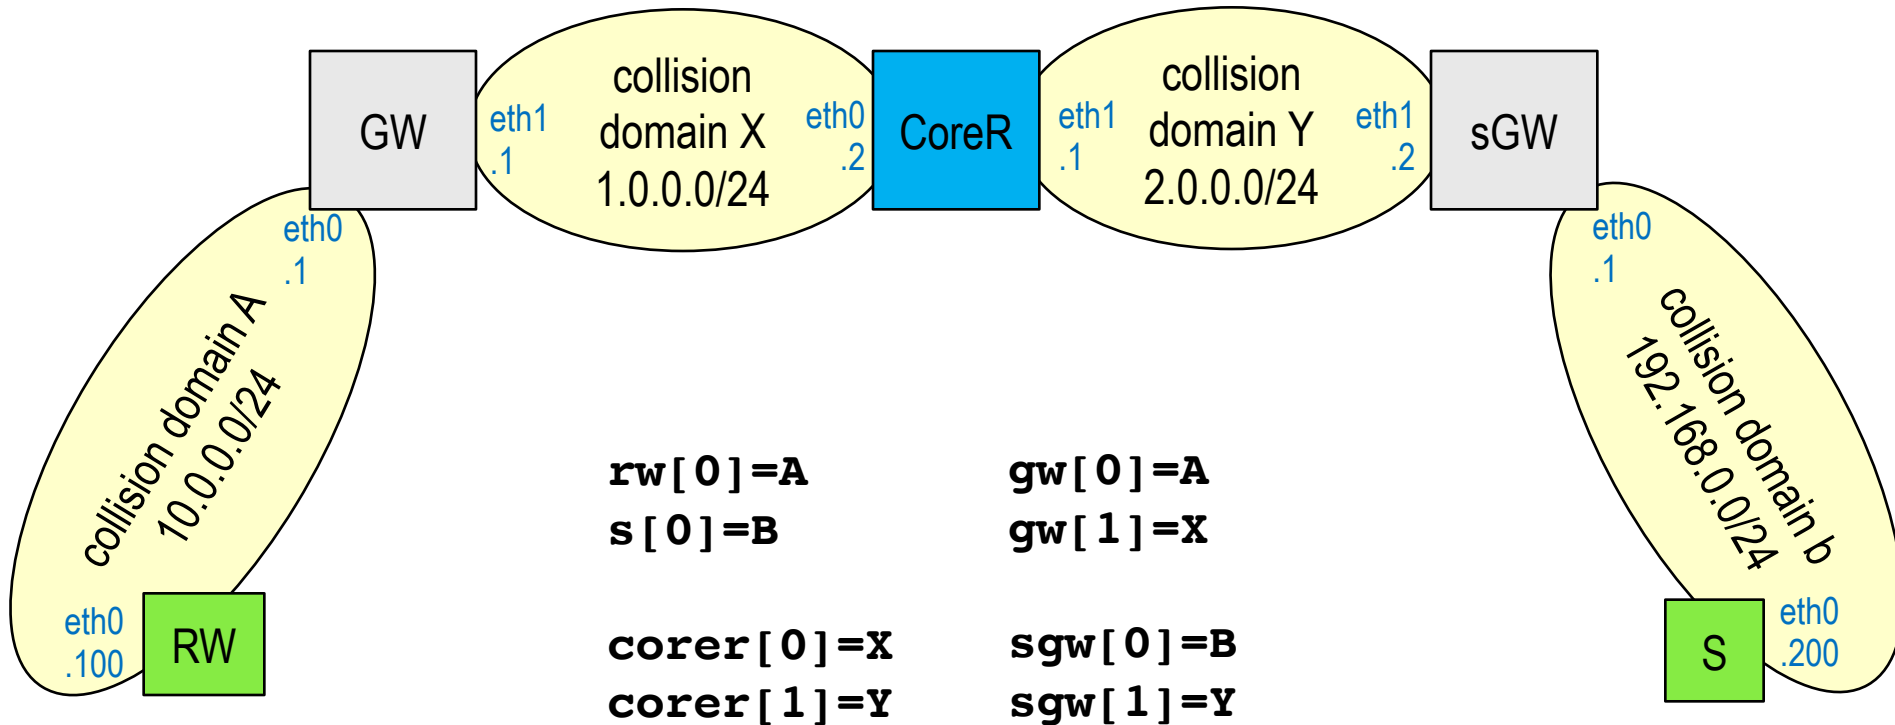 GW
eth1
.1
collision
domain X
1.0.0.0/24
eth0
.2
CoreR
eth1
.1
collision
domain Y
2.0.0.0/24
eth1
.2
sGW
eth0
.1
collision domain A
10.0.0.0/24
eth0
.100
RW
eth0
.1
collision domain b
192.168.0.0/24
eth0
.200
S
rw[0]=A
s[0]=B
gw[0]=A
gw[1]=X
corer[0]=X
corer[1]=Y
sgw[0]=B
sgw[1]=Y